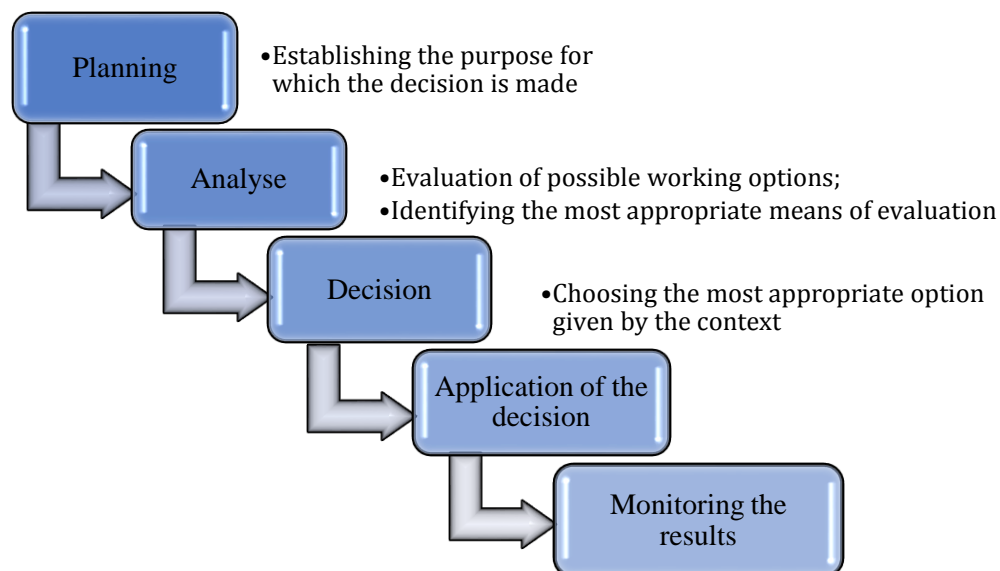 Planning
•Establishing the purpose for
which the decision is made
Analyse
•Evaluation of possible working options;
•Identifying the most appropriate means of evaluation
Decision
•Choosing the most appropriate option
given by the context
Application of the
decision
Monitoring the
results